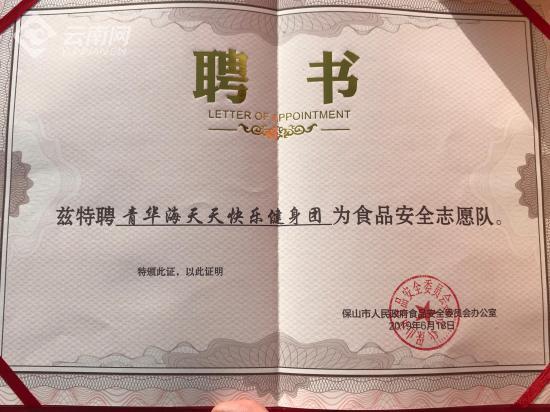 云南网
聘 书
LETTER OF APPOINTMENT
兹特聘 青华海天天快乐健身团 为食品安全志愿队。
特颁此证，以此证明
保山市人民政府食品安全委员会办公室
2019年6月18日